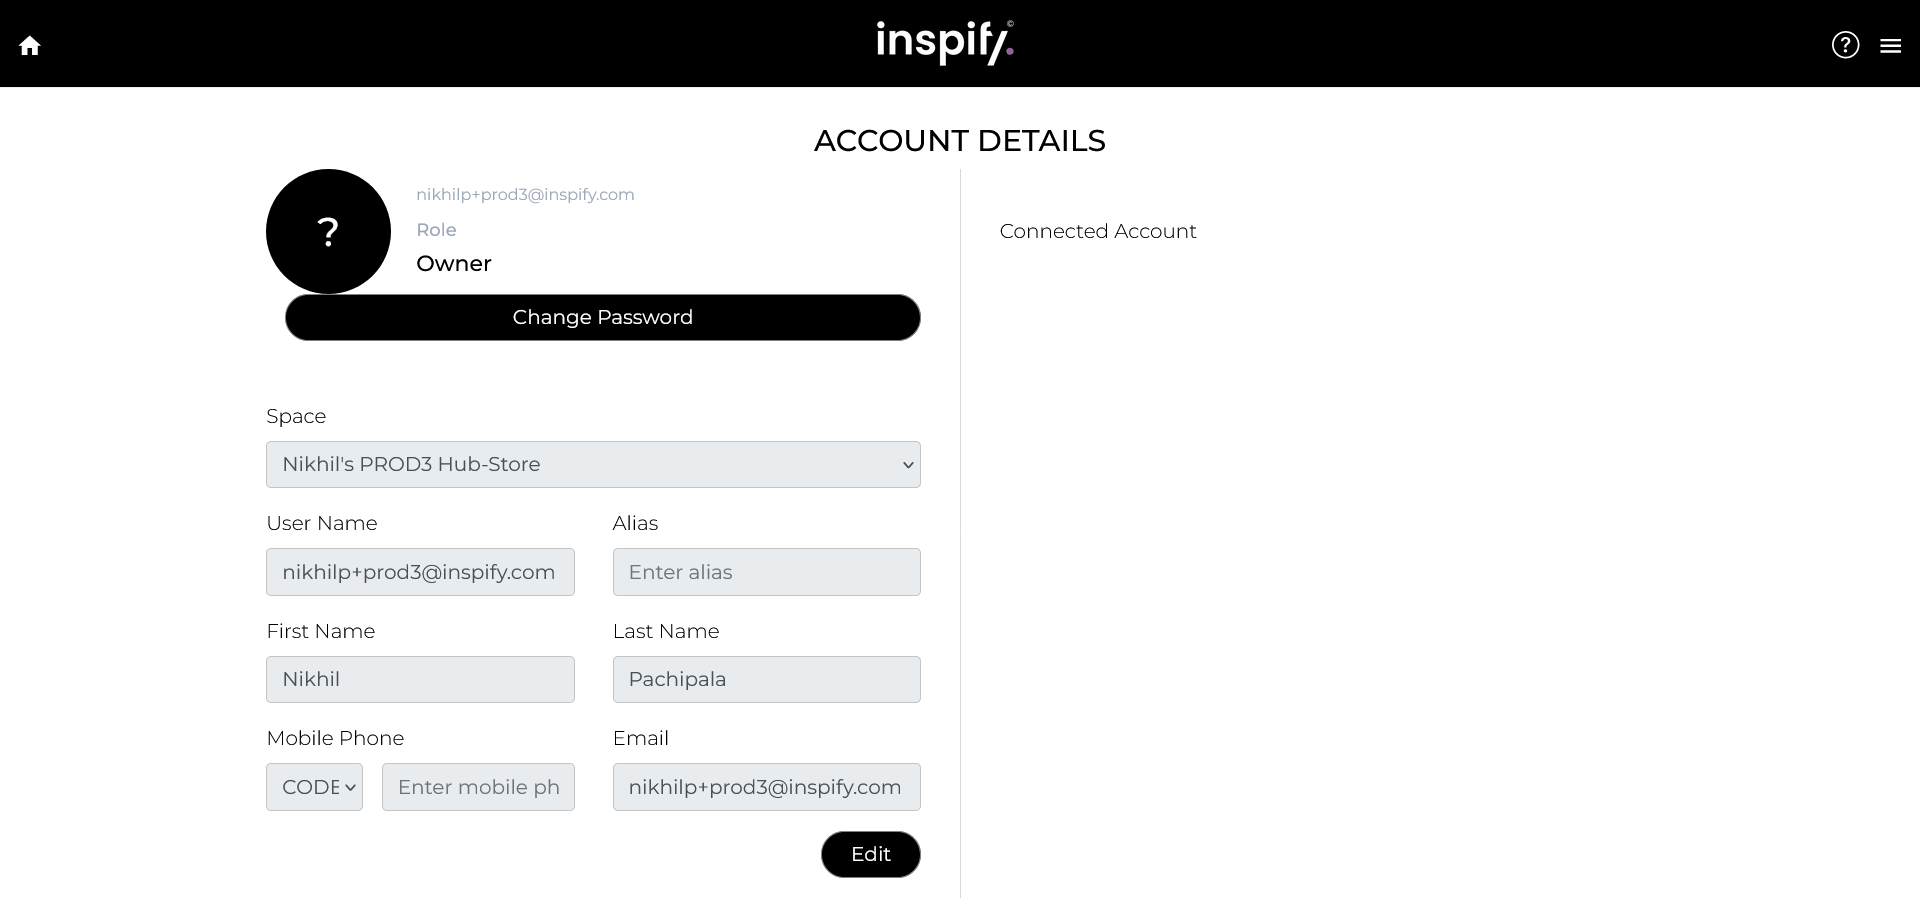 inspify.©
ACCOUNT DETAILS
?
nikhilp+prod3@inspify.com
Role
Owner
Change Password
Space
Nikhil's PROD3 Hub-Store
User Name
Alias
nikhilp+prod3@inspify.com
Enter alias
First Name
Last Name
Nikhil
Pachipala
Mobile Phone
Email
CODE
Enter mobile ph
nikhilp+prod3@inspify.com
Edit
Connected Account